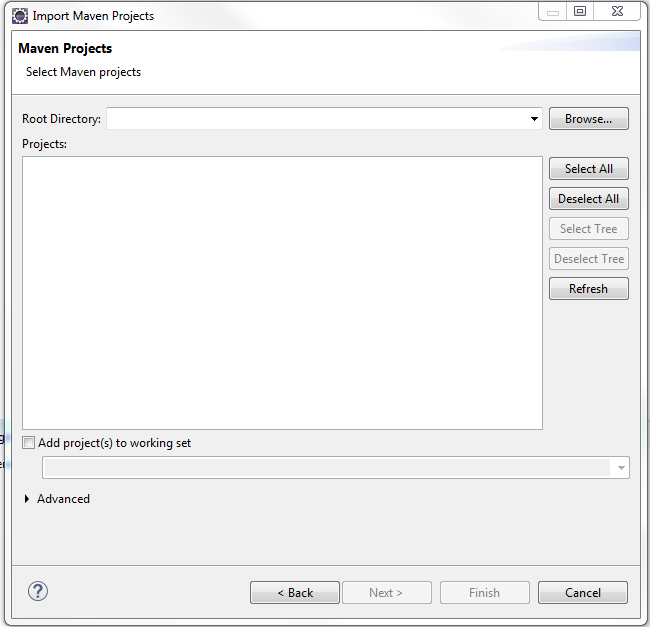 Import Maven Projects
Maven Projects
Select Maven projects
Root Directory:
Browse...
Projects:
Select All
Deselect All
Select Tree
Deselect Tree
Refresh
Add project(s) to working set
Advanced
?
< Back
Next >
Finish
Cancel